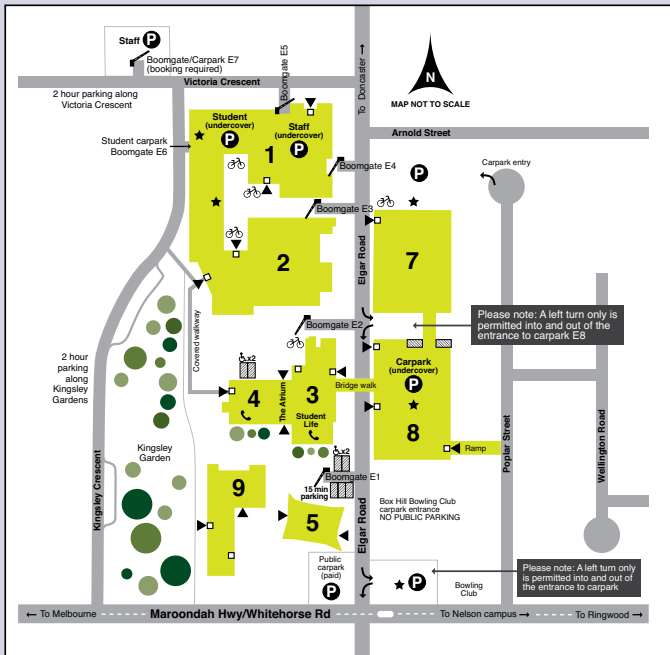 Staff P
Boomgate/Carpark E7
(booking required)
Boomgate E5
To Doncaster →
N
MAP NOT TO SCALE
Victoria Crescent
2 hour parking along
Victoria Crescent
Student
(undercover)
P
Staff
(undercover)
P
1
Arnold Street
Student carpark
Boomgate E6
Boomgate E4
P
Carpark entry
Boomgate E3
Elgar Road
2
7
Please note: A left turn only is
permitted into and out of the
entrance to carpark E8
Covered walkway
Boomgate E2
2 hour
parking
along
Kingsley
Gardens
x2
4
The Atrium
3
Student
Life
Bridge walk
Carpark
(undercover)
P
8
Ramp
Poplar Street
Wellington Road
Kingsley
Garden
Kingsley Crescent
x2
Boomgate E1
15 min
parking
9
5
Elgar Road
Box Hill Bowling Club
carpark entrance
NO PUBLIC PARKING
Public
carpark
(paid)
P
P
Bowling
Club
Please note: A left turn only
is permitted into and out of
the entrance to carpark
← To Melbourne
Maroondah Hwy/Whitehorse Rd
To Nelson campus →
To Ringwood →